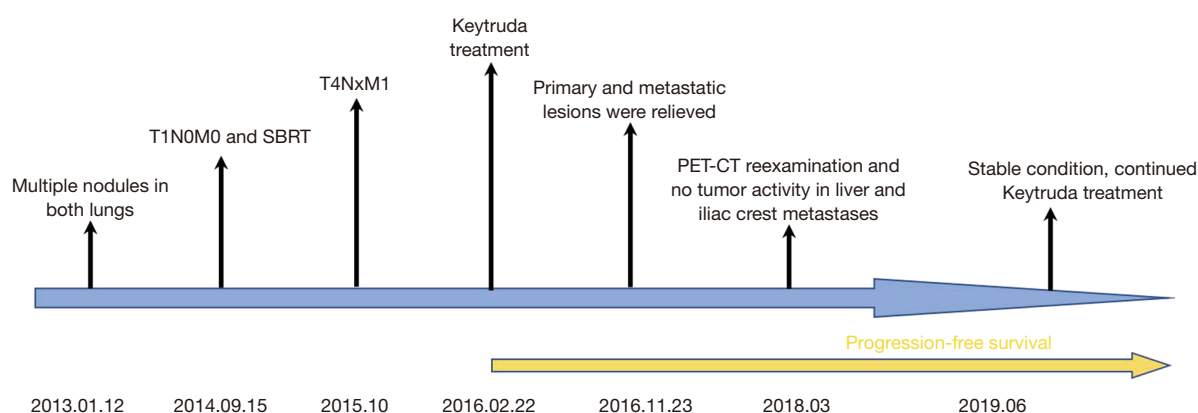 Keytruda
treatment
T4NxM1
Primary and metastatic
lesions were relieved
T1N0M0 and SBRT
PET-CT reexamination and
no tumor activity in liver and
iliac crest metastases
Stable condition, continued
Keytruda treatment
Multiple nodules in
both lungs
Progression-free survival
2013.01.12
2014.09.15
2015.10
2016.02.22
2016.11.23
2018.03
2019.06